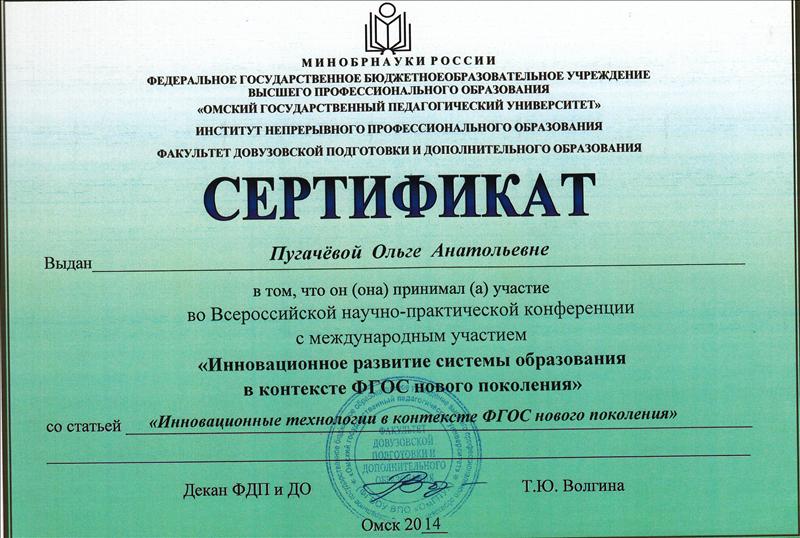 МИНОБРНАУКИ РОССИИ
ФЕДЕРАЛЬНОЕ ГОСУДАРСТВЕННОЕ БЮДЖЕТНОЕОБРАЗОВАТЕЛЬНОЕ УЧРЕЖДЕНИЕ
ВЫСШЕГО ПРОФЕССИОНАЛЬНОГО ОБРАЗОВАНИЯ
«ОМСКИЙ ГОСУДАРСТВЕННЫЙ ПЕДАГОГИЧЕСКИЙ УНИВЕРСИТЕТ»
ИНСТИТУТ НЕПРЕРЫВНОГО ПРОФЕССИОНАЛЬНОГО ОБРАЗОВАНИЯ
ФАКУЛЬТЕТ ДОВУЗОВСКОЙ ПОДГОТОВКИ И ДОПОЛНИТЕЛЬНОГО ОБРАЗОВАНИЯ
СЕРТИФИКАТ
Выдан Пугачёвой Ольге Анатольевне
в том, что он (она) принимал (а) участие
во Всероссийской научно-практической конференции
с международным участием
«Инновационное развитие системы образования
в контексте ФГОС нового поколения»
со статьей «Инновационные технологии в контексте ФГОС нового поколения»
ФАКУЛЬТЕТ
ДОВУЗОВСКОЙ
ПОДГОТОВКИ И
ДОПОЛНИТЕЛЬНОГО
Декан ФДП и ДО Т.Ю. Волгина
Омск 2014